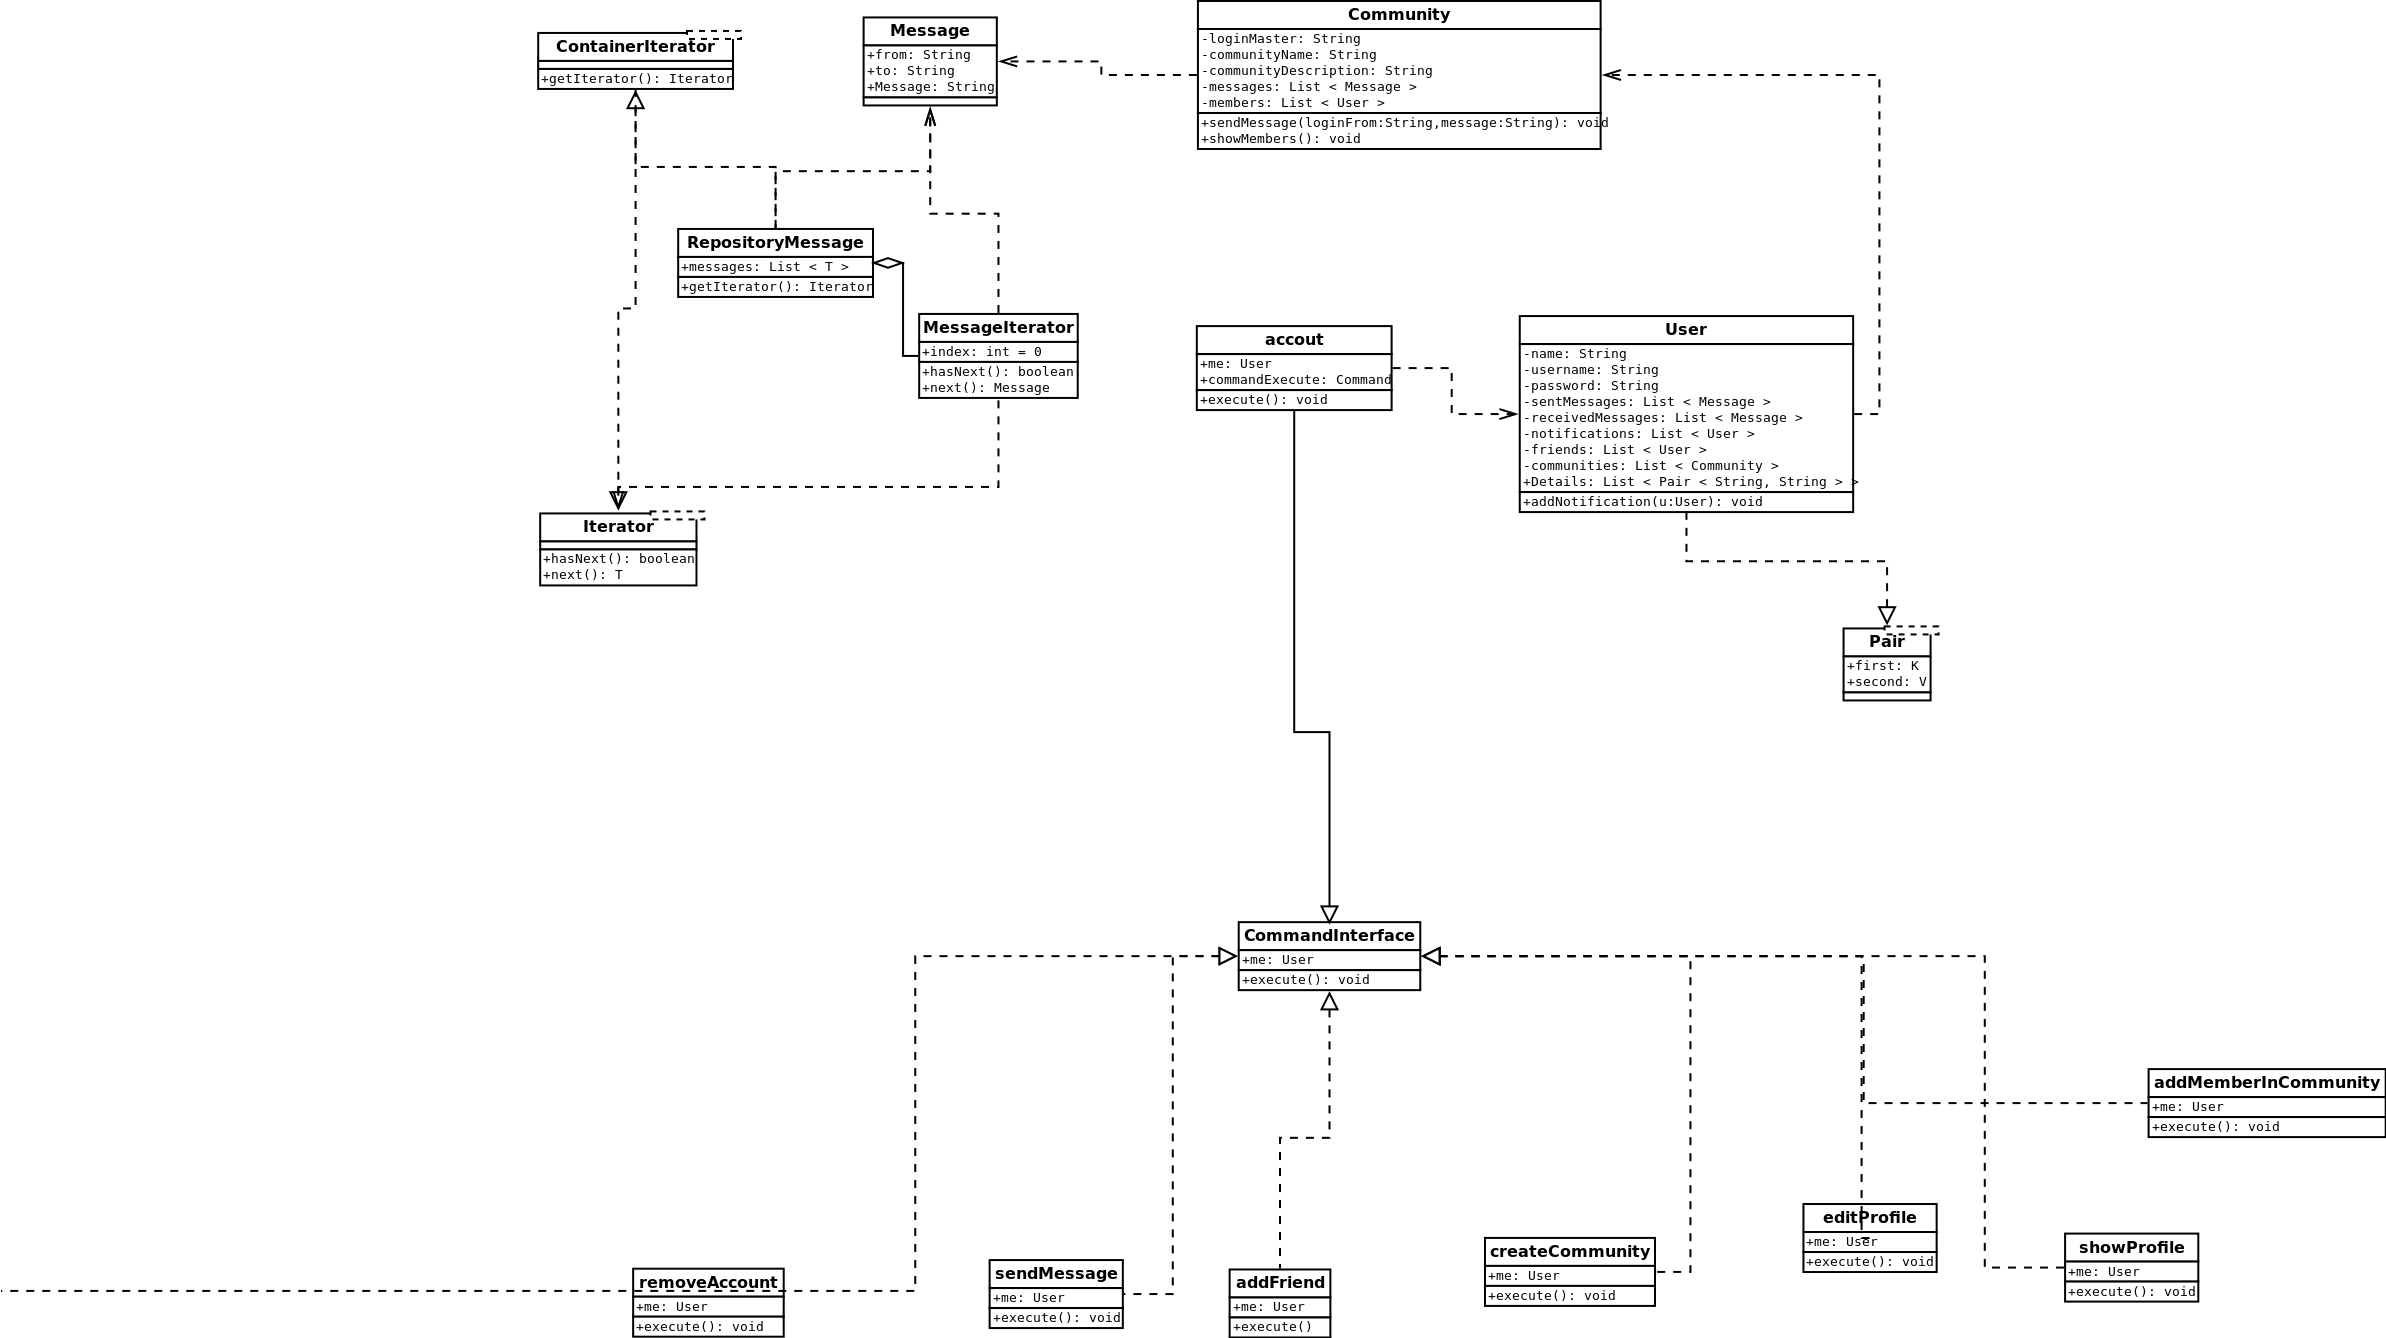 ContainerIterator
+getIterator(): Iterator
Message
+from: String
+to: String
+Message: String
Community
-loginMaster: String
-communityName: String
-communityDescription: String
-messages: List < Message >
-members: List < User >
+sendMessage(loginFrom:String,message:String): void
+showMembers(): void
RepositoryMessage
+messages: List < T >
+getIterator(): Iterator
MessageIterator
+index: int = 0
+hasNext(): boolean
+next(): Message
accout
+me: User
+commandExecute: Command
+execute(): void
User
-name: String
-username: String
-password: String
-sentMessages: List < Message >
-receivedMessages: List < Message >
-notifications: List < User >
-friends: List < User >
-communities: List < Community >
+Details: List < Pair < String, String > >
+addNotification(u:User): void
Iterator
+hasNext(): boolean
+next(): T
Pair
+first: K
+second: V
CommandInterface
+me: User
+execute(): void
addMemberInCommunity
+me: User
+execute(): void
removeAccount
+me: User
+execute(): void
sendMessage
+me: User
+execute(): void
addFriend
+me: User
+execute()
createCommunity
+me: User
+execute(): void
editProfile
+me: User
+execute(): void
showProfile
+me: User
+execute(): void